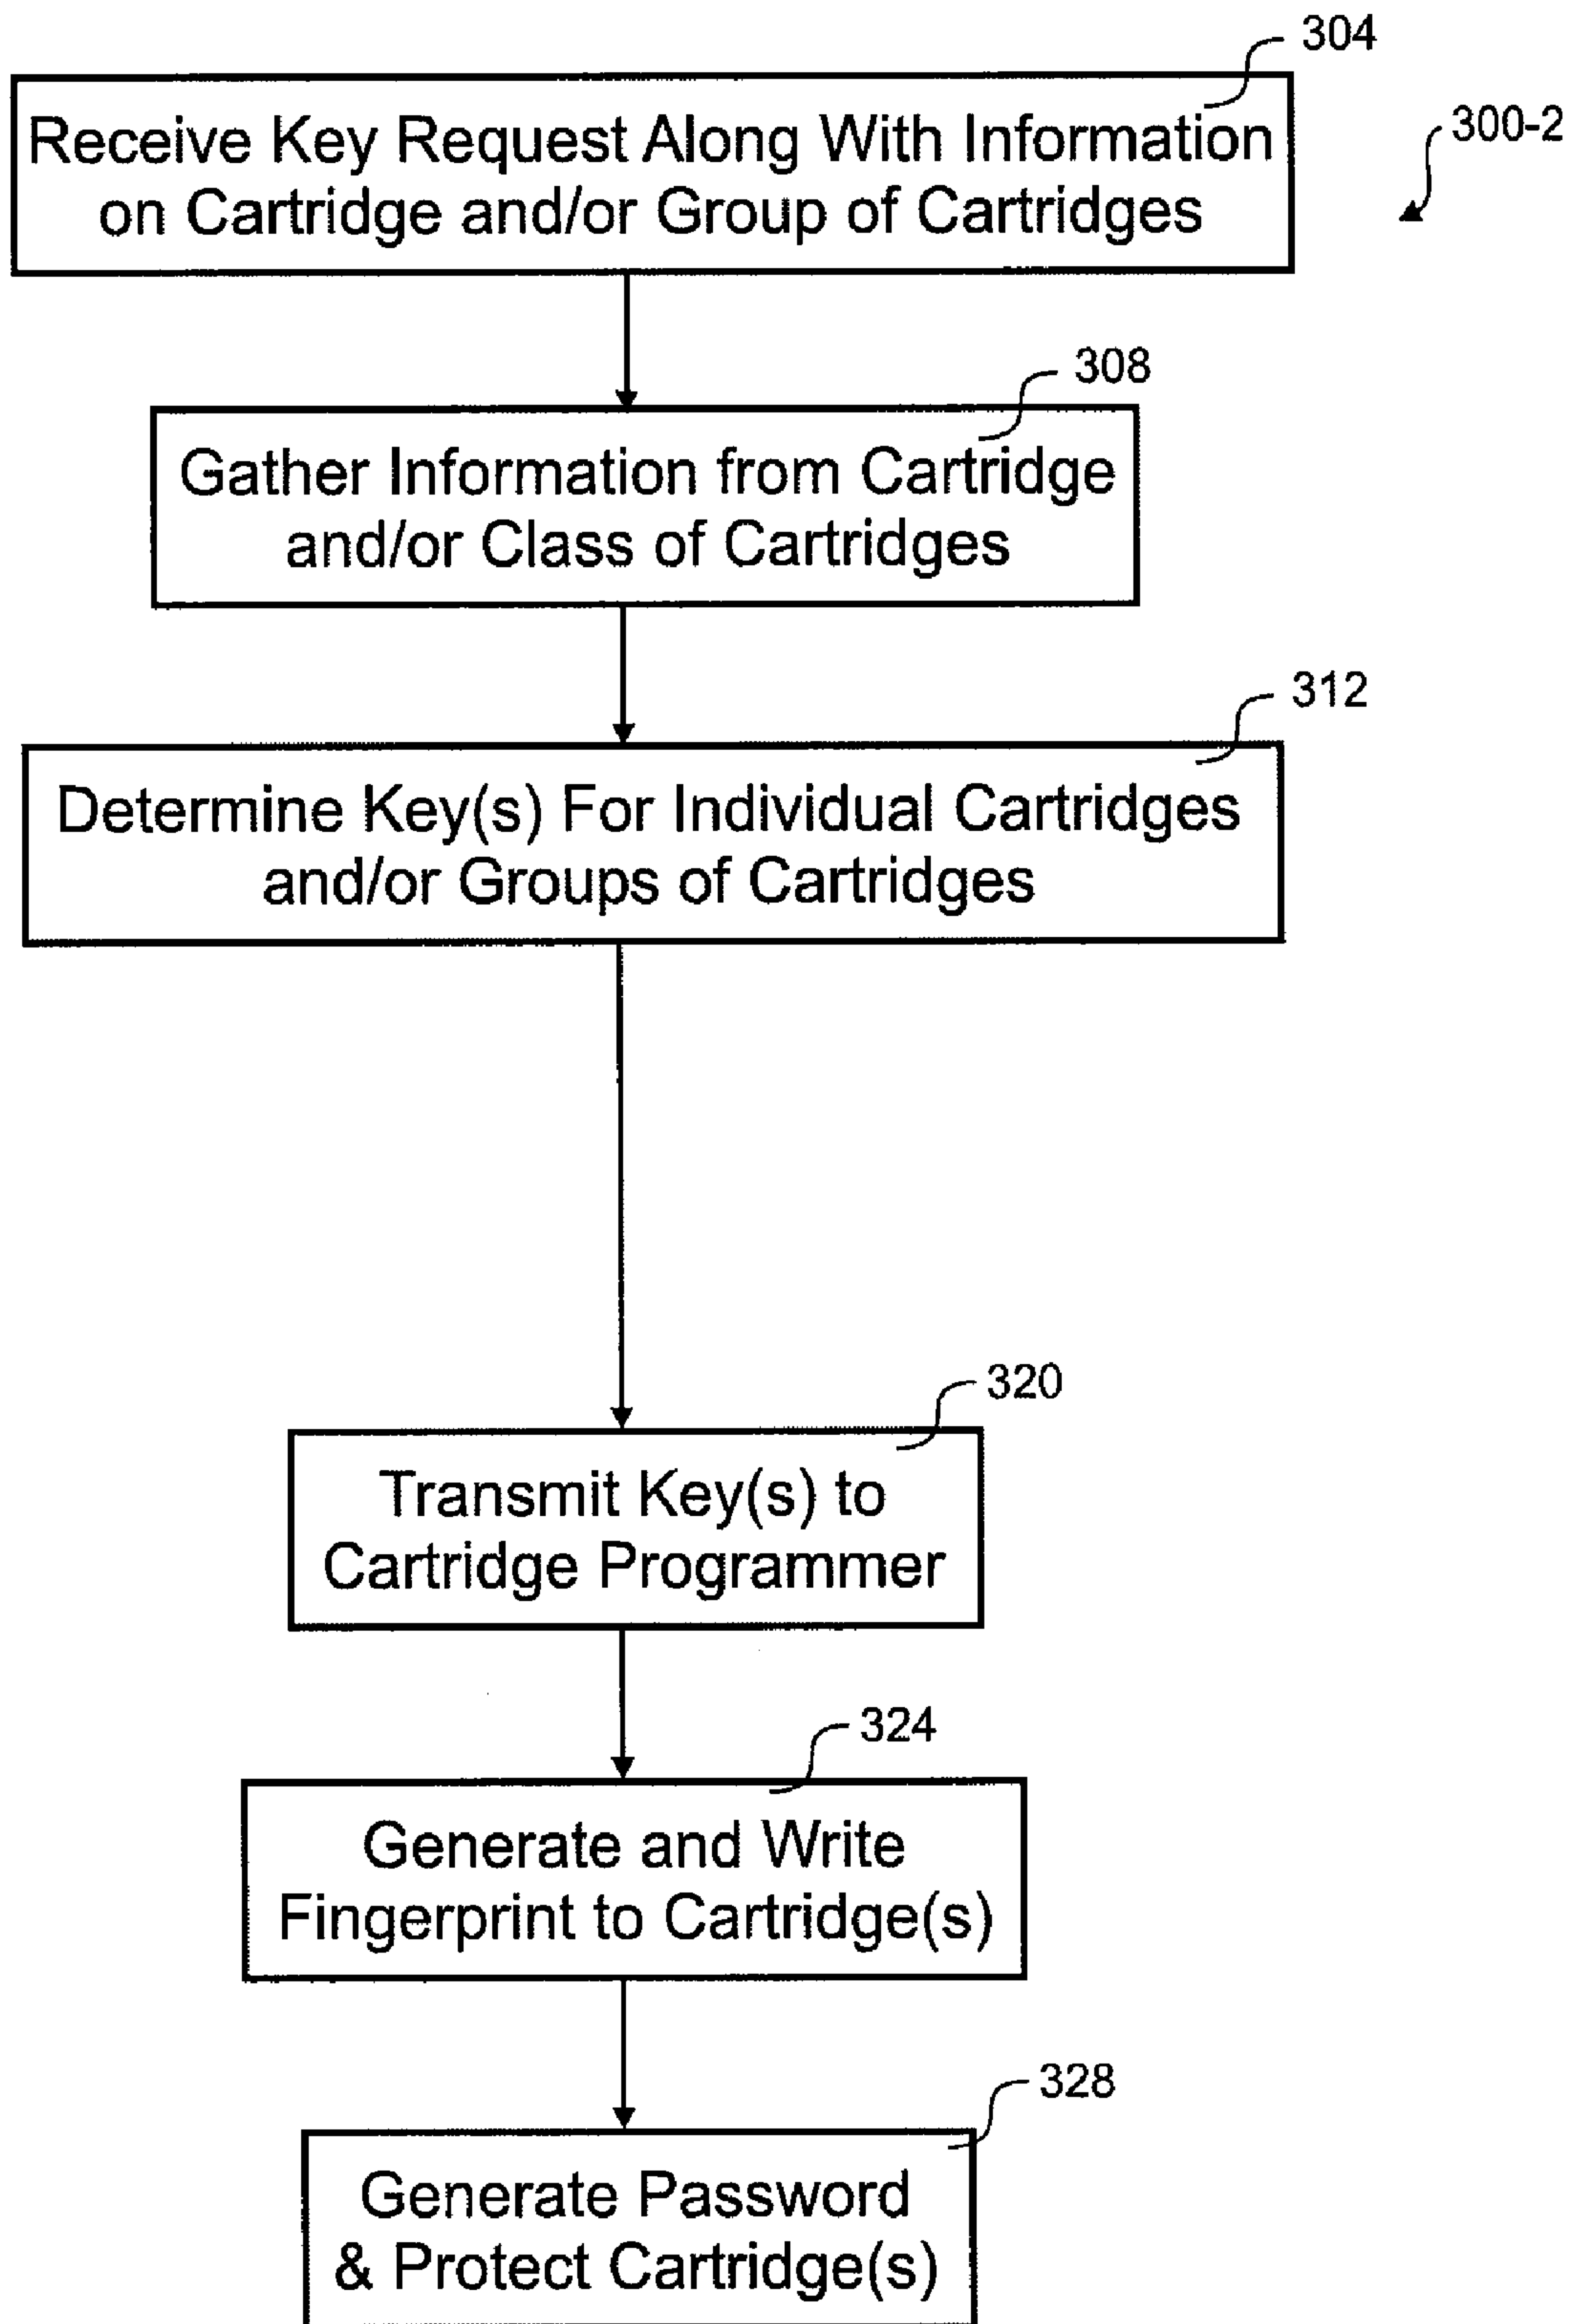 304
300-2
Receive Key Request Along With Information
on Cartridge and/or Group of Cartridges
308
Gather Information from Cartridge
and/or Class of Cartridges
312
Determine Key(s) For Individual Cartridges
and/or Groups of Cartridges
320
Transmit Key(s) to
Cartridge Programmer
324
Generate and Write
Fingerprint to Cartridge(s)
328
Generate Password
& Protect Cartridge(s)